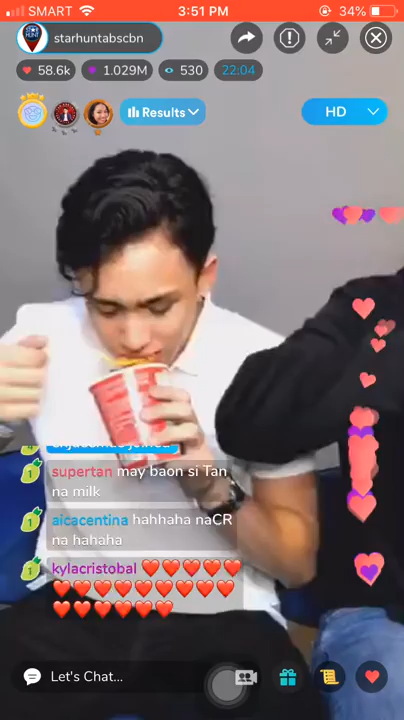 SMART
3:51 PM
34%
starhuntabscbn
58.6k
1.029M
530
22:04
Results
HD
joined
supertan may baon si Tan
na milk
aicacentina hahhaha naCR
na hahaha
kylacristobal ❤️❤️❤️❤️❤️
❤️❤️❤️❤️❤️❤️❤️❤️❤️
❤️❤️❤️❤️❤️❤️
Let's Chat...